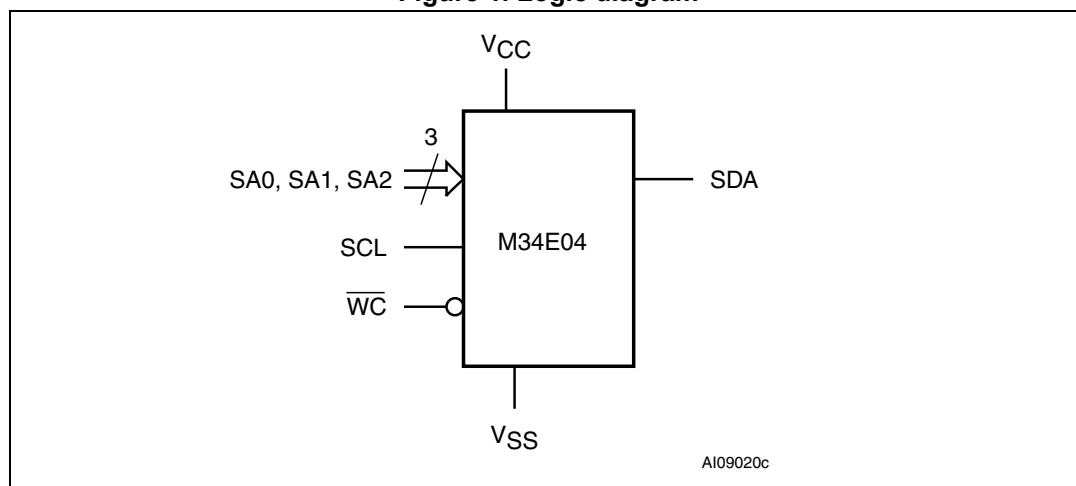 Figure 1. Logic diagram
VCC
3
SA0, SA1, SA2
SDA
SCL
M34E04
WC
VSS
AI09020c